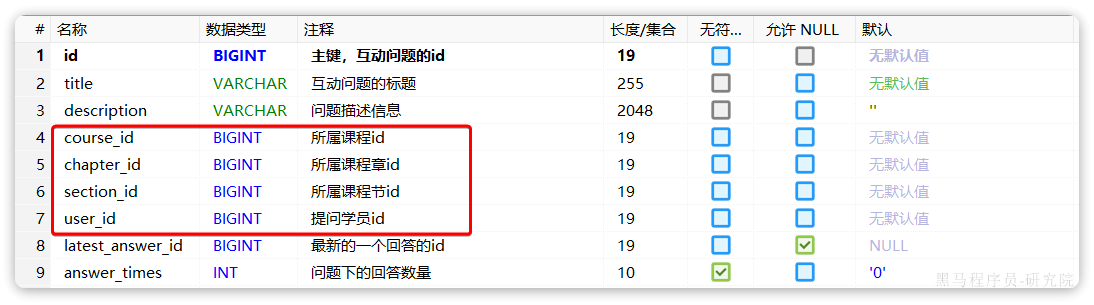 # 名称 数据类型 注释 长度/集合 无符... 允许 NULL 默认
1 id BIGINT 主键，互动问题的id 19 无默认值
2 title VARCHAR 互动问题的标题 255 无默认值
3 description VARCHAR 问题描述信息 2048 ''
4 course_id BIGINT 所属课程id 19 无默认值
5 chapter_id BIGINT 所属课程章id 19 无默认值
6 section_id BIGINT 所属课程节id 19 无默认值
7 user_id BIGINT 提问学员id 19 无默认值
8 latest_answer_id BIGINT 最新的一个回答的id 19 NULL
9 answer_times INT 问题下的回答数量 10 '0'
黑马程序员-研究院